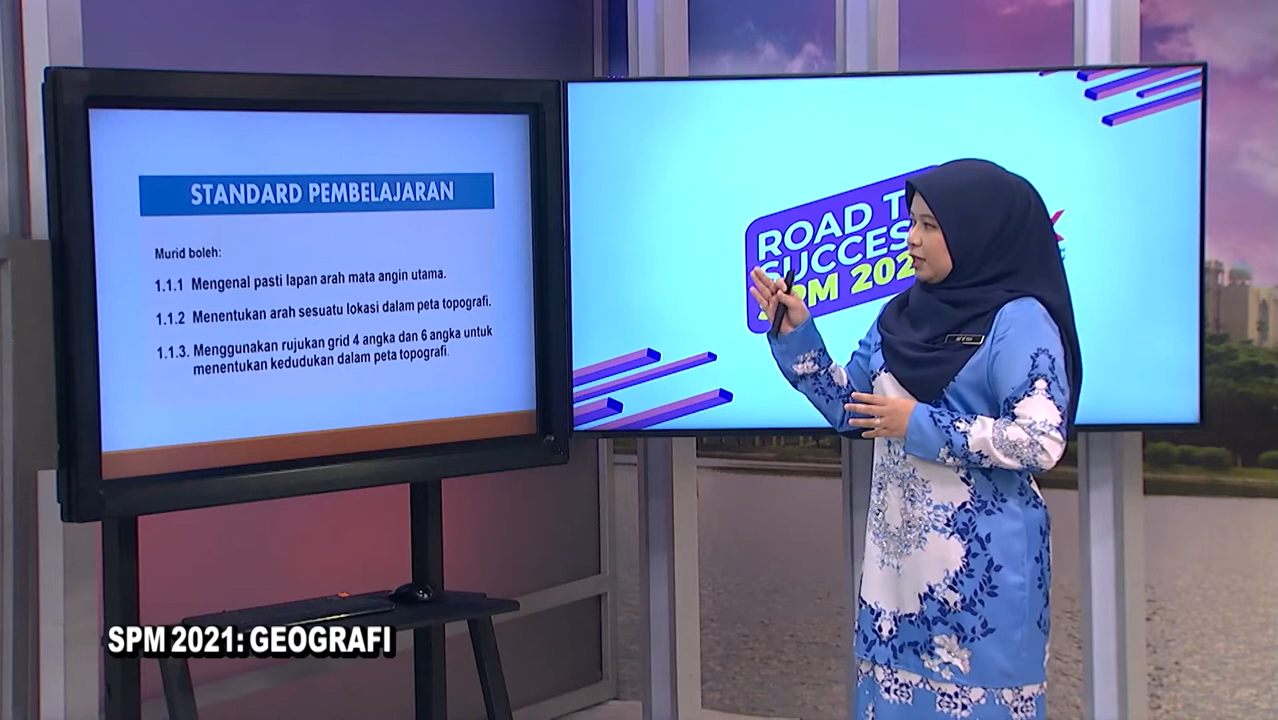 STANDARD PEMBELAJARAN
Murid boleh:
1.1.1 Mengenal pasti lapan arah mata angin utama.
1.1.2 Menentukan arah sesuatu lokasi dalam peta topografi.
1.1.3. Menggunakan rujukan grid 4 angka dan 6 angka untuk
menentukan kedudukan dalam peta topografi.
ROAD T
SUCCES
SPM 202
SPM 2021: GEOGRAFI